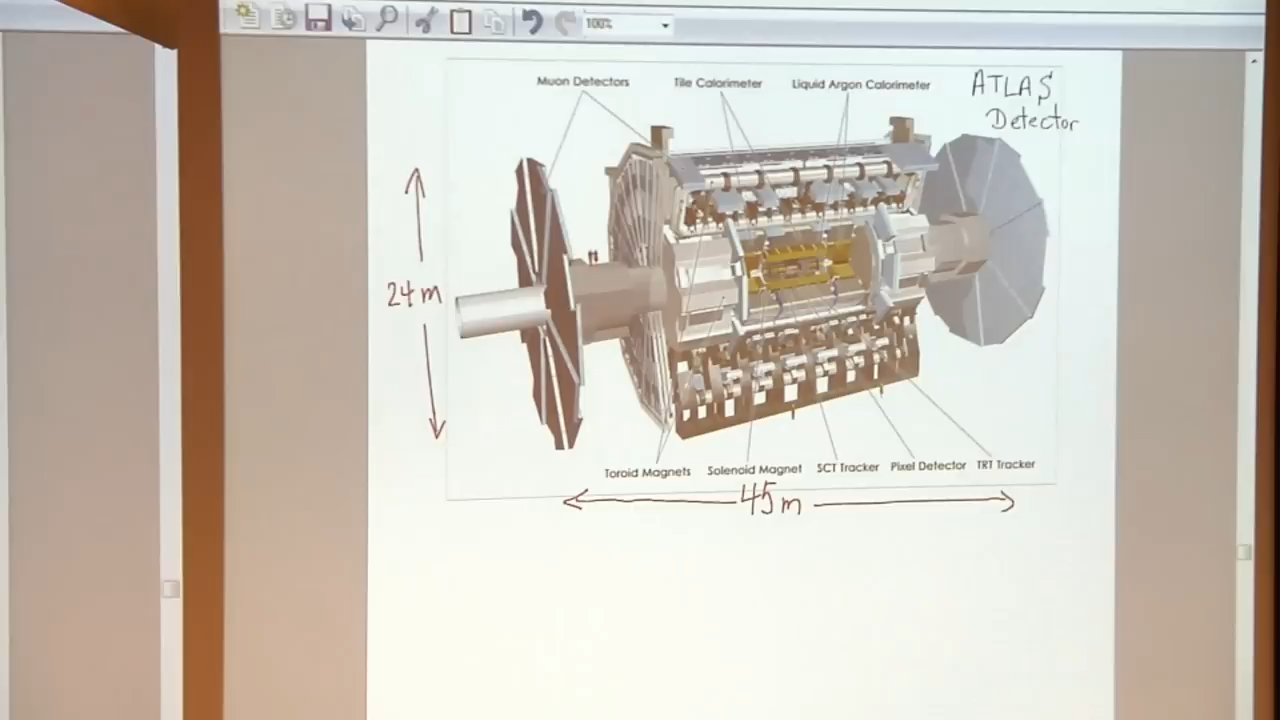 100%
Muon Detectors
Tile Calorimeter
Liquid Argon Calorimeter
ATLAS
Detector
24 m
Toroid Magnets
Solenoid Magnet
SCT Tracker
Pixel Detector
TRT Tracker
45 m